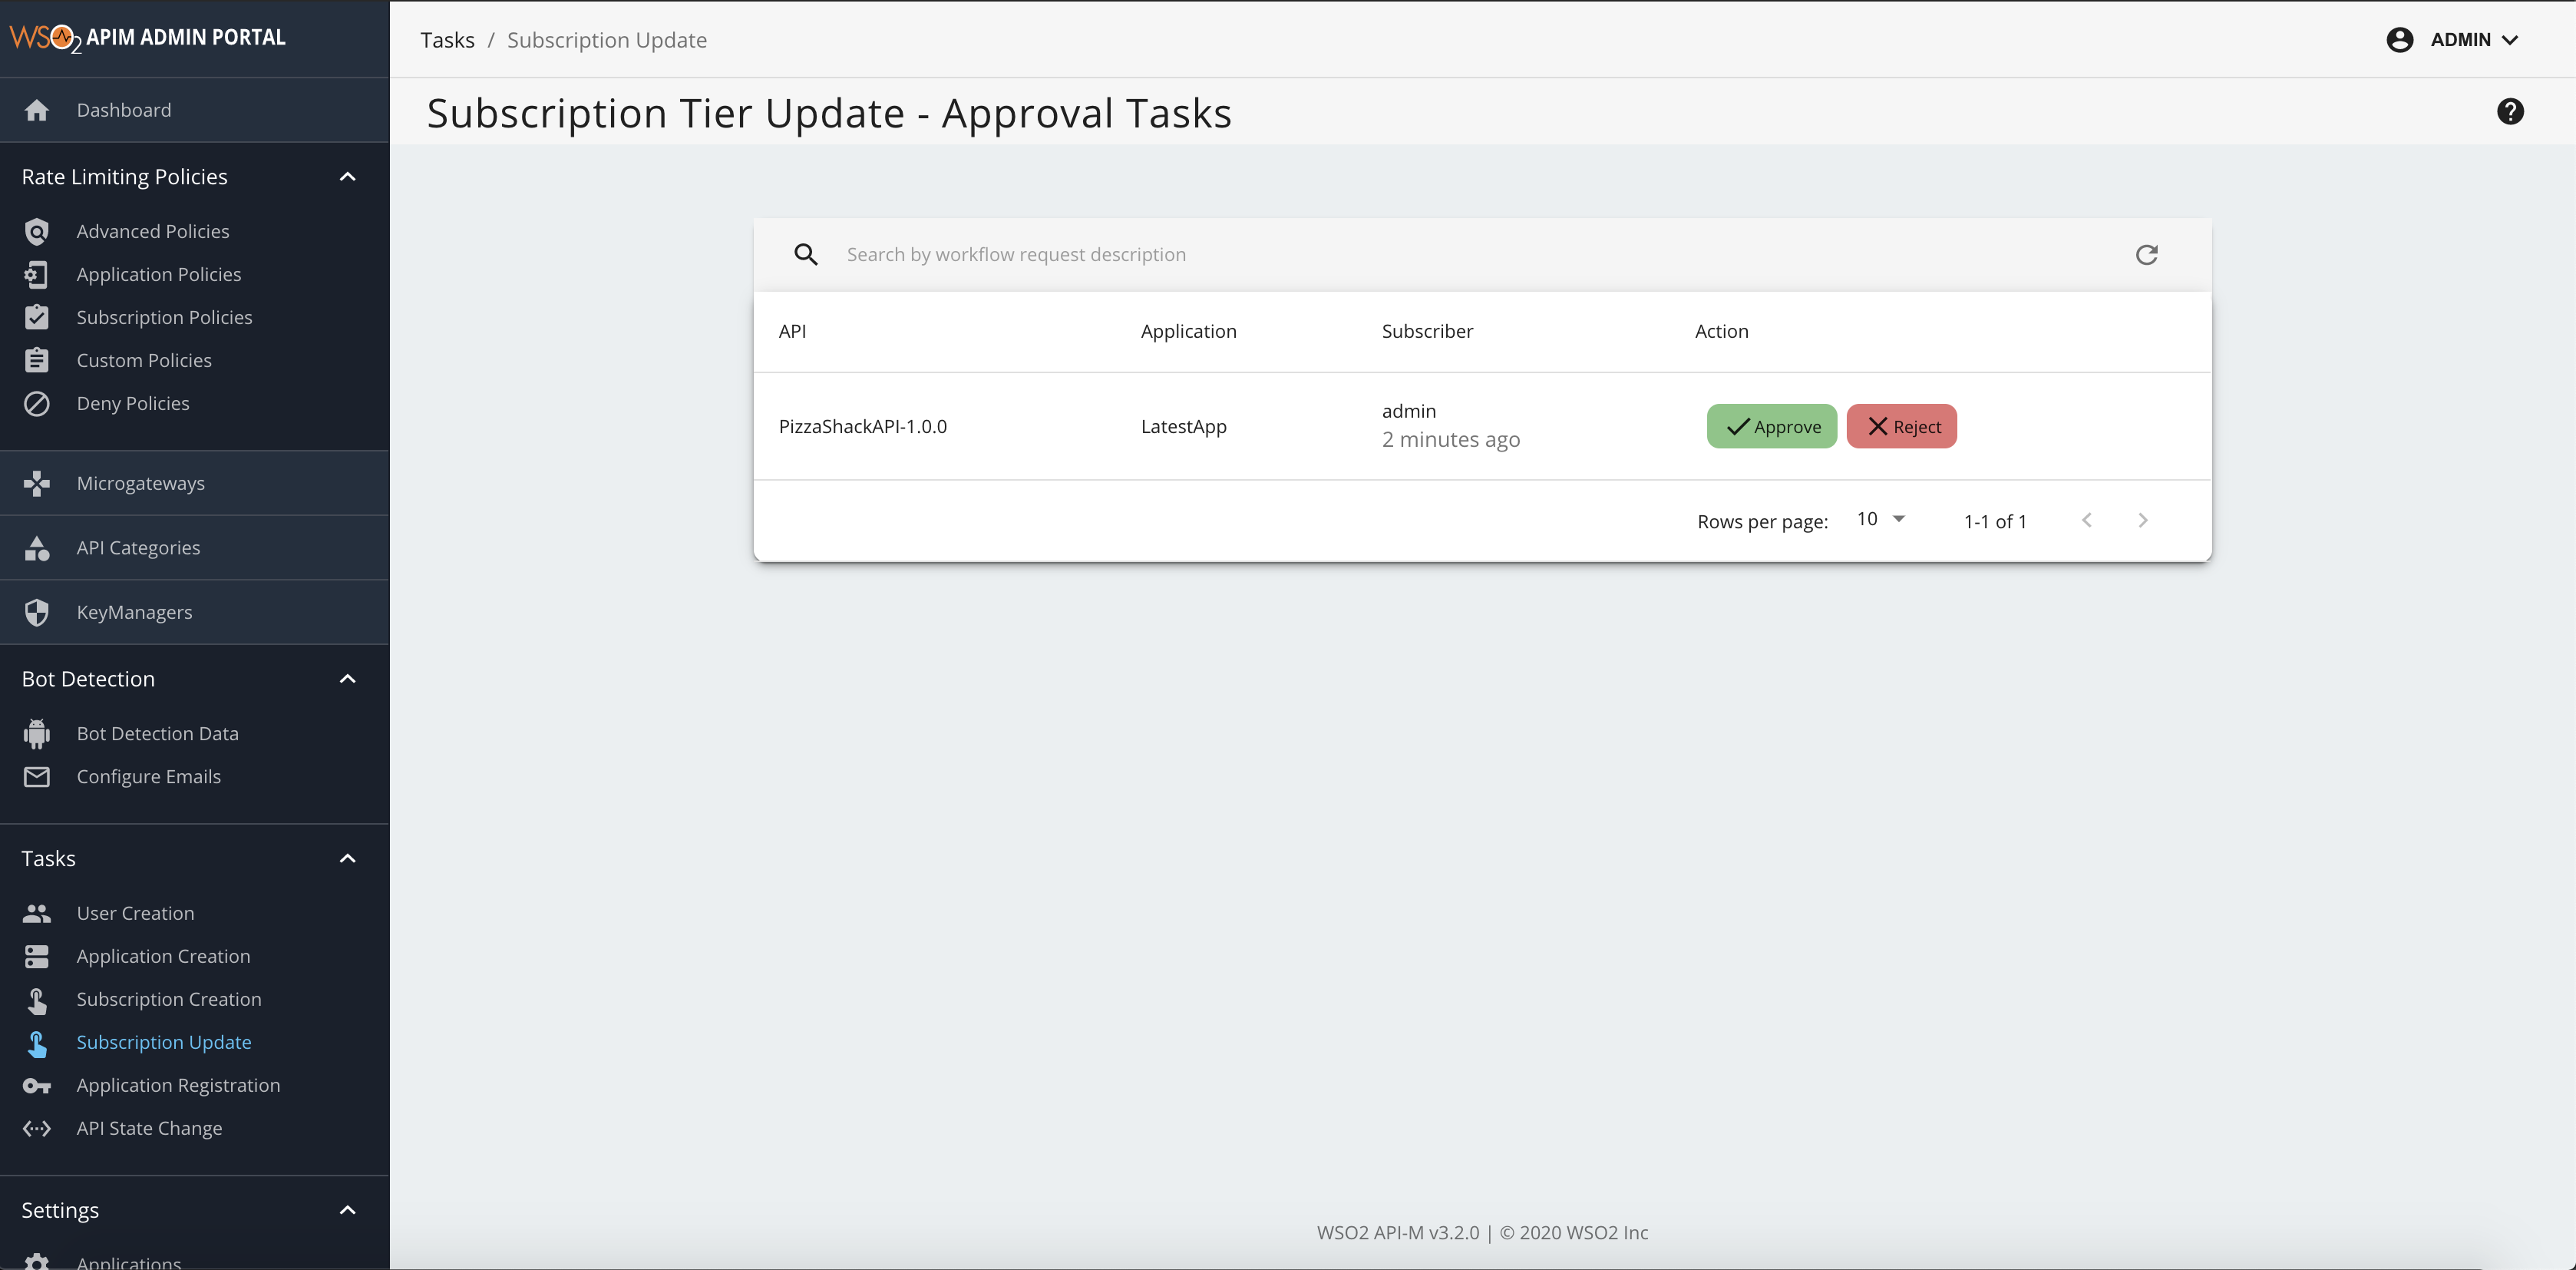 WSO2 APIM ADMIN PORTAL
Tasks / Subscription Update
ADMIN
Dashboard
Subscription Tier Update - Approval Tasks
Rate Limiting Policies
Advanced Policies
Application Policies
Subscription Policies
Custom Policies
Deny Policies
Microgateways
API Categories
KeyManagers
Bot Detection
Bot Detection Data
Configure Emails
Tasks
User Creation
Application Creation
Subscription Creation
Subscription Update
Application Registration
API State Change
Settings
Applications
Search by workflow request description
API Application Subscriber Action
PizzaShackAPI-1.0.0 LatestApp admin Approve Reject
2 minutes ago
Rows per page: 10 1-1 of 1
WSO2 API-M v3.2.0 | © 2020 WSO2 Inc